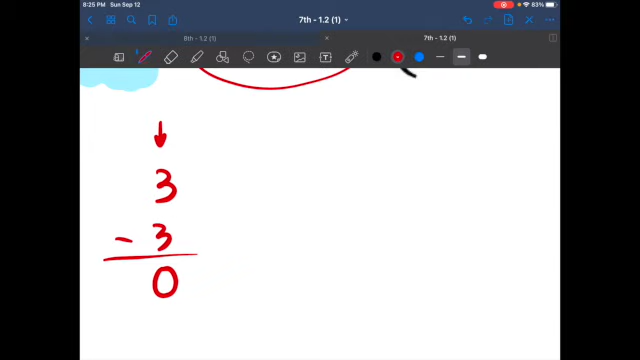 8:25 PM Sun Sep 12
83%
7th - 1.2 (1)
8th - 1.2 (1)
7th - 1.2 (1)
3
- 3
0